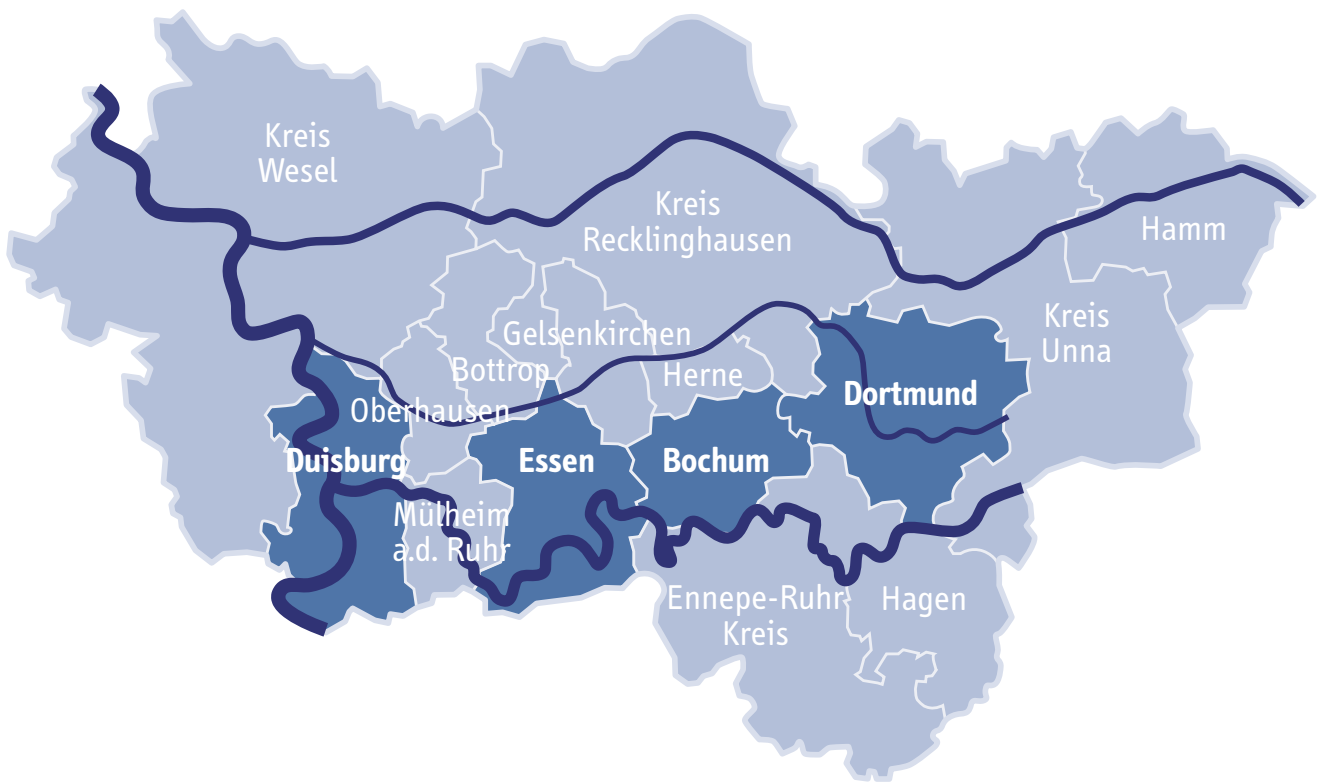 Kreis
Wesel
Kreis
Recklinghausen
Hamm
Kreis
Unna
Gelsenkirchen
Bottrop
Herne
Dortmund
Oberhausen
Duisburg
Essen
Bochum
Mülheim
a.d. Ruhr
Ennepe-Ruhr
Kreis
Hagen